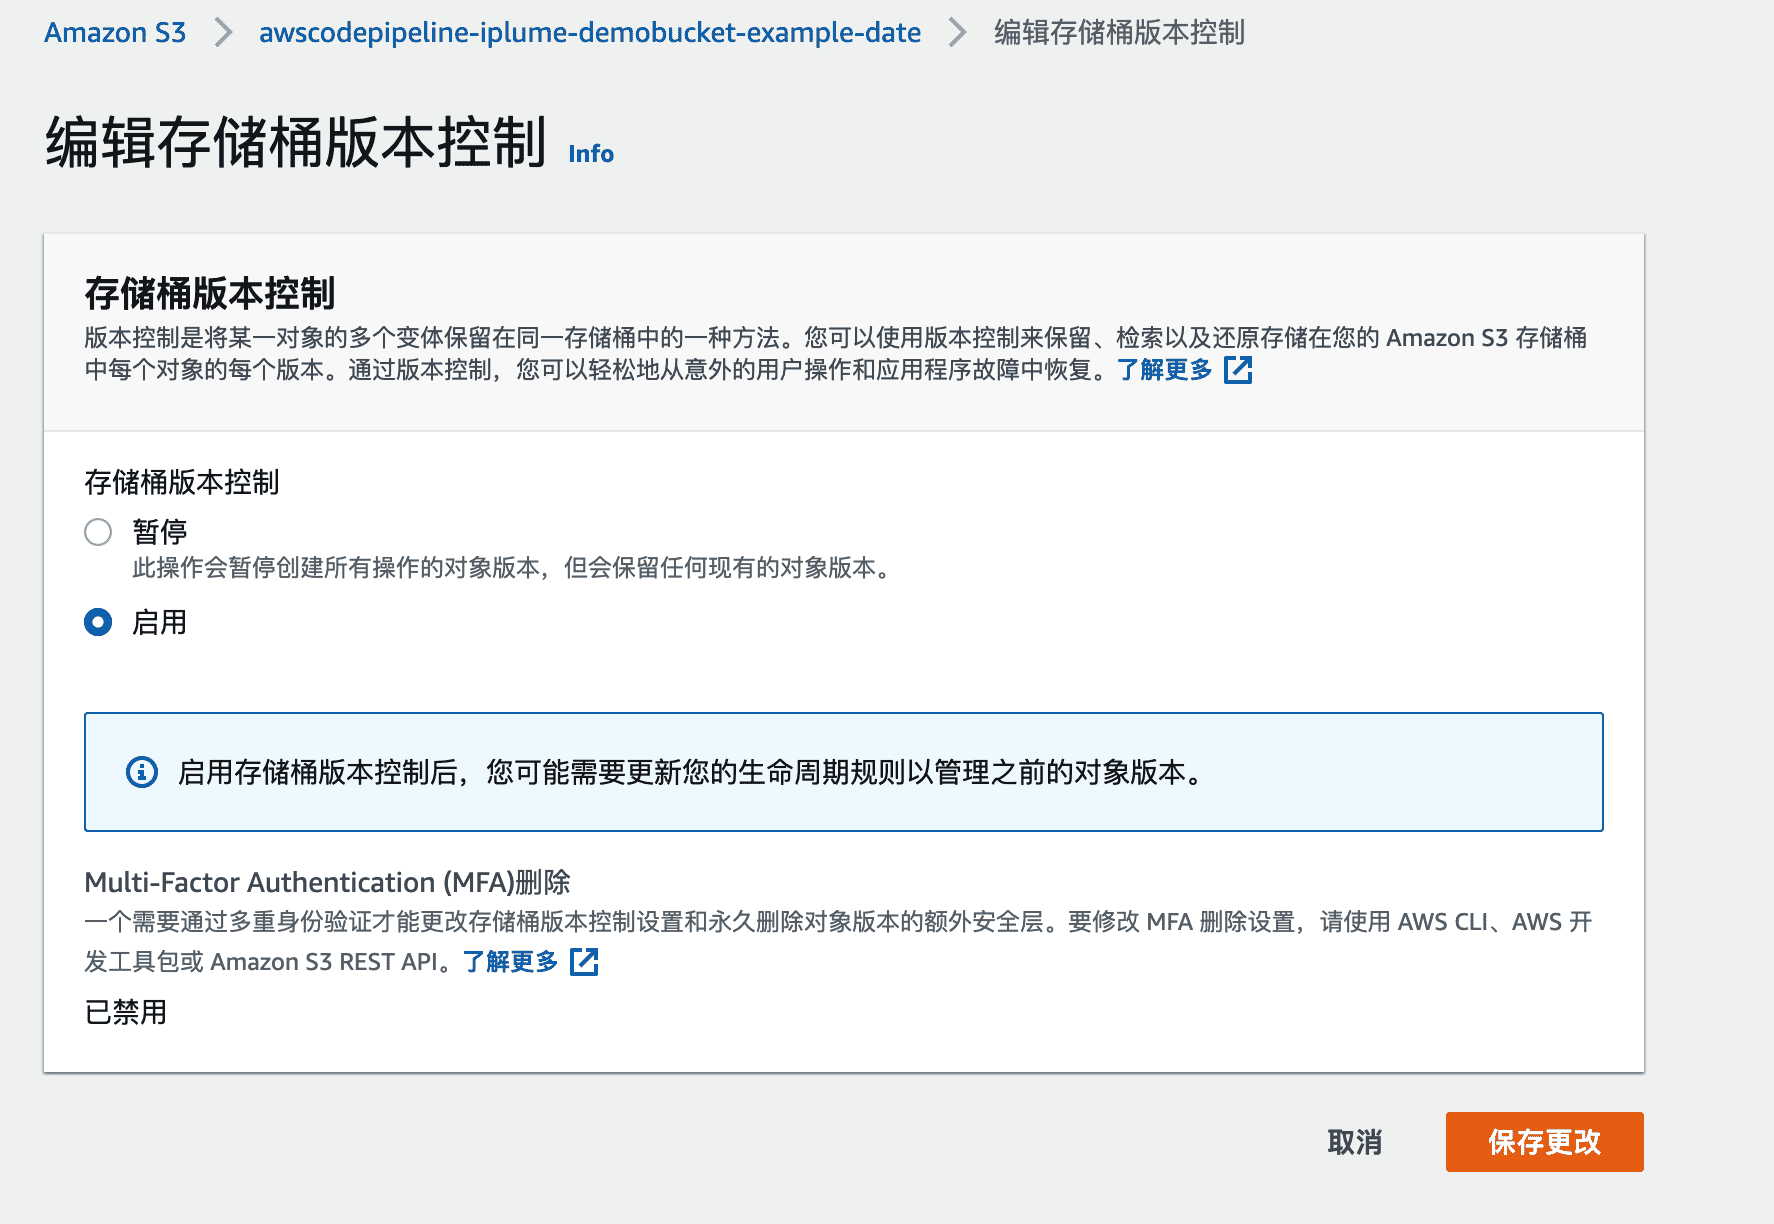 Amazon S3 > awscodepipeline-iplume-demobucket-example-date > 编辑存储桶版本控制
编辑存储桶版本控制 Info
存储桶版本控制
版本控制是将某一对象的多个变体保留在同一存储桶中的一种方法。您可以使用版本控制来保留、检索以及还原存储在您的 Amazon S3 存储桶
中每个对象的每个版本。通过版本控制，您可以轻松地从意外的用户操作和应用程序故障中恢复。了解更多
存储桶版本控制
暂停
此操作会暂停创建所有操作的对象版本，但会保留任何现有的对象版本。
启用
启用存储桶版本控制后，您可能需要更新您的生命周期规则以管理之前的对象版本。
Multi-Factor Authentication (MFA)删除
一个需要通过多重身份验证才能更改存储桶版本控制设置和永久删除对象版本的额外安全层。要修改 MFA 删除设置，请使用 AWS CLI、AWS 开
发工具包或 Amazon S3 REST API。了解更多
已禁用
取消 保存更改